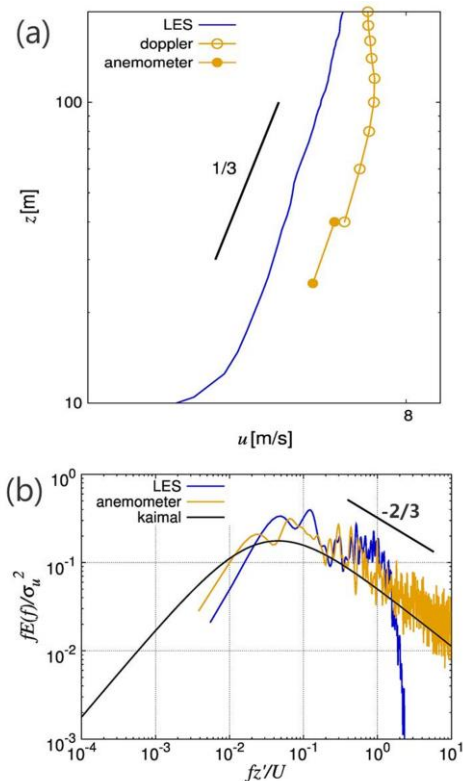 (a)
LES
doppler
anemometer
1/3
z[m]
100
10
8
u[m/s]
(b)
LES
anemometer
kaimal
-2/3
fE(f)/σ_u^2
10^0
10^-1
10^-2
10^-3
10^-4 10^-3 10^-2 10^-1 10^0 10^1
fz'/U